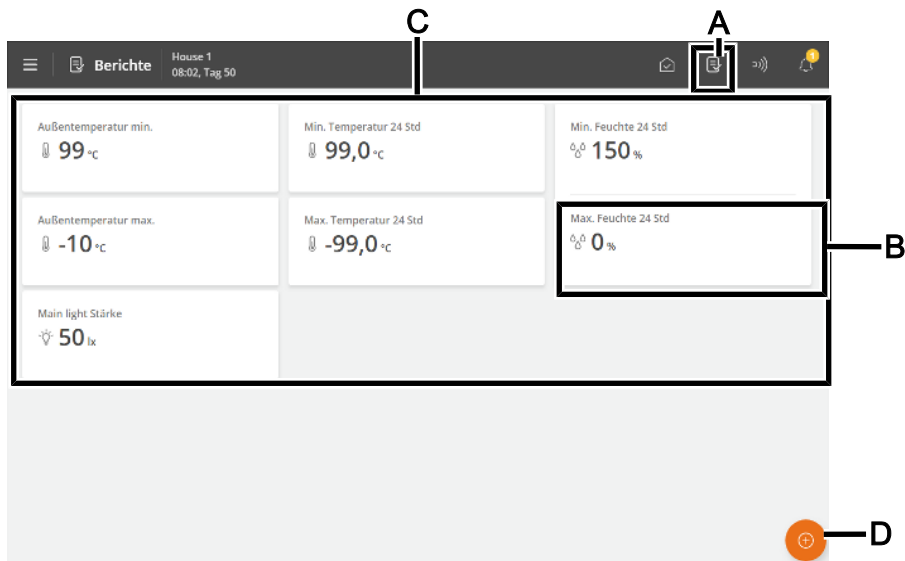 C
A
Berichte
House 1
08:02, Tag 50
1
Außentemperatur min.
99 °C
Min. Temperatur 24 Std
99,0 °C
Min. Feuchte 24 Std
150 %
Außentemperatur max.
-10 °C
Max. Temperatur 24 Std
-99,0 °C
Max. Feuchte 24 Std
0 %
B
Main light Stärke
50 lx
D